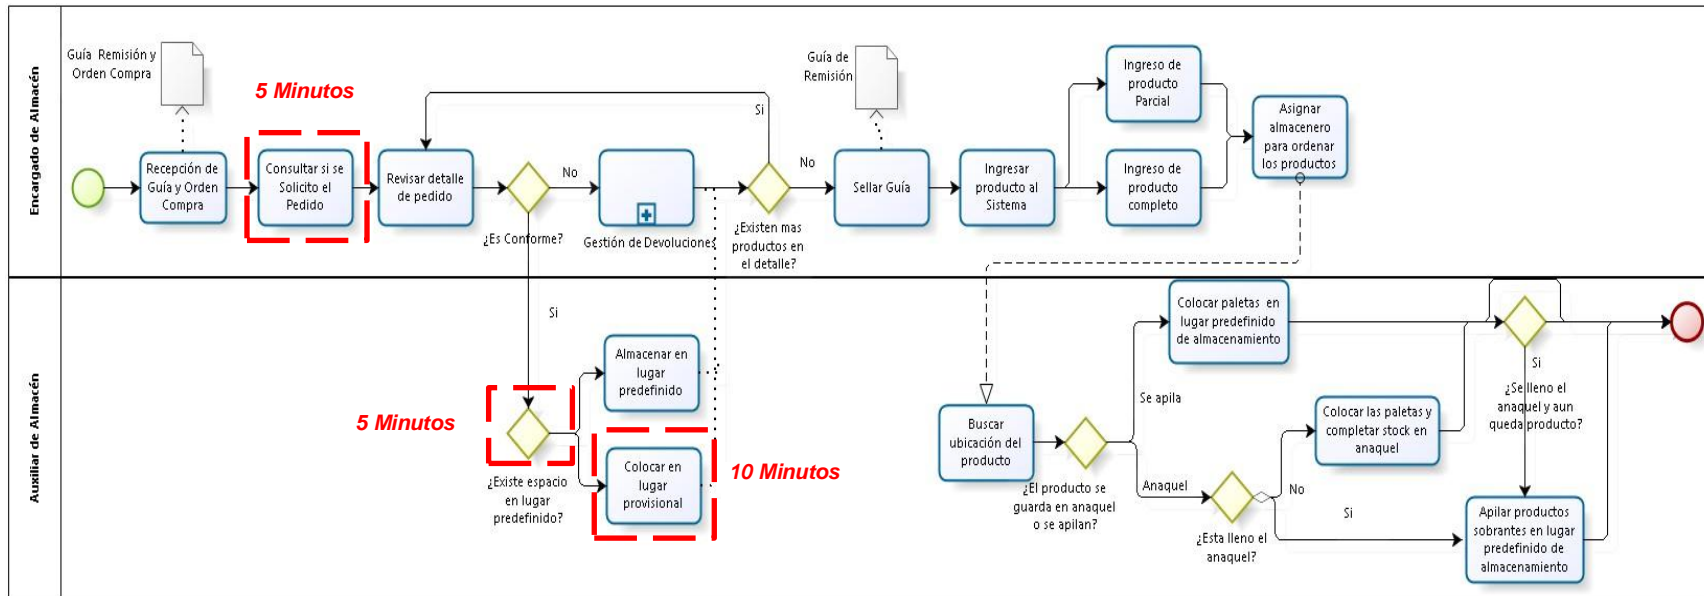 Encargado de Almacén
Guía Remisión y
Orden Compra
5 Minutos
Recepción de
Guía y Orden
Compra
Consultar si se
Solicito el
Pedido
Revisar detalle
de pedido
¿Es Conforme?
No
Si
Gestión de Devoluciones
Si
No
¿Existen mas
productos en
el detalle?
Guía de
Remisión
Sellar Guía
Ingresar
producto al
Sistema
Ingreso de
producto
Parcial
Ingreso de
producto
completo
Asignar
almacenero
para ordenar
los productos
Auxiliar de Almacén
5 Minutos
¿Existe espacio
en lugar
predefinido?
Almacenar en
lugar
predefinido
Colocar en
lugar
provisional
10 Minutos
Buscar
ubicación del
producto
¿El producto se
guarda en anaquel
o se apilan?
Se apila
Anaquel
Colocar paletas en
lugar predefinido
de almacenamiento
¿Esta lleno el
anaquel?
No
Si
Colocar las paletas y
completar stock en
anaquel
Si
¿Se lleno el
anaquel y aun
queda producto?
Apilar productos
sobrantes en lugar
predefinido de
almacenamiento